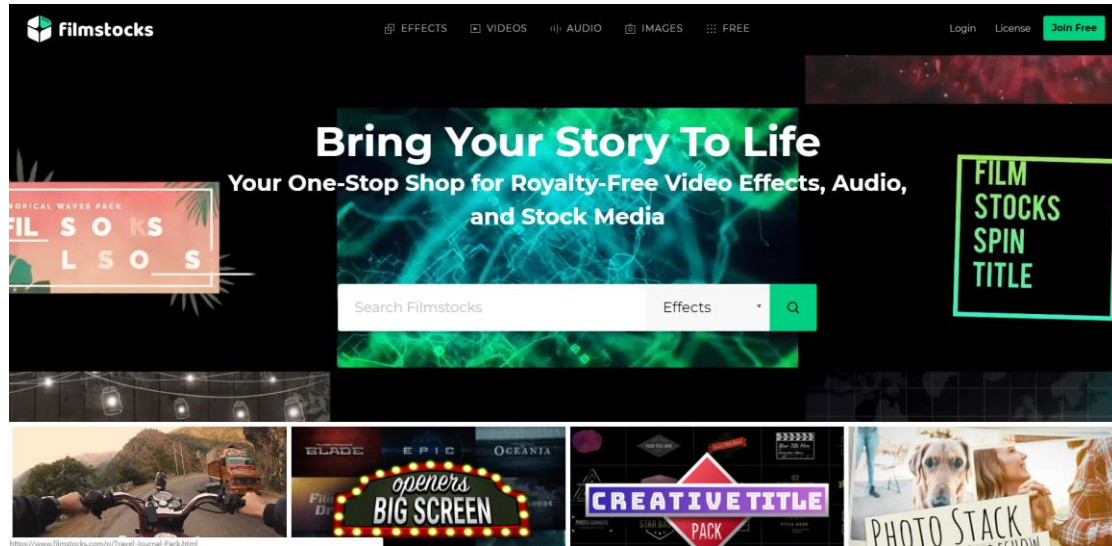 filmstocks
EFFECTS
VIDEOS
AUDIO
IMAGES
FREE
Login
License
Join Free
Bring Your Story To Life
Your One-Stop Shop for Royalty-Free Video Effects, Audio,
and Stock Media
TROPICAL WAVES PACK
FIL S O KS
L S O S
FILM
STOCKS
SPIN
TITLE
Search Filmstocks
Effects
BLADE
EPIC
OCEANIA
openers
BIG SCREEN
CREATIVE TITLE
PACK
PHOTO STACK
https://www.filmstocks.com/p/Travel-Journal-Pack.html